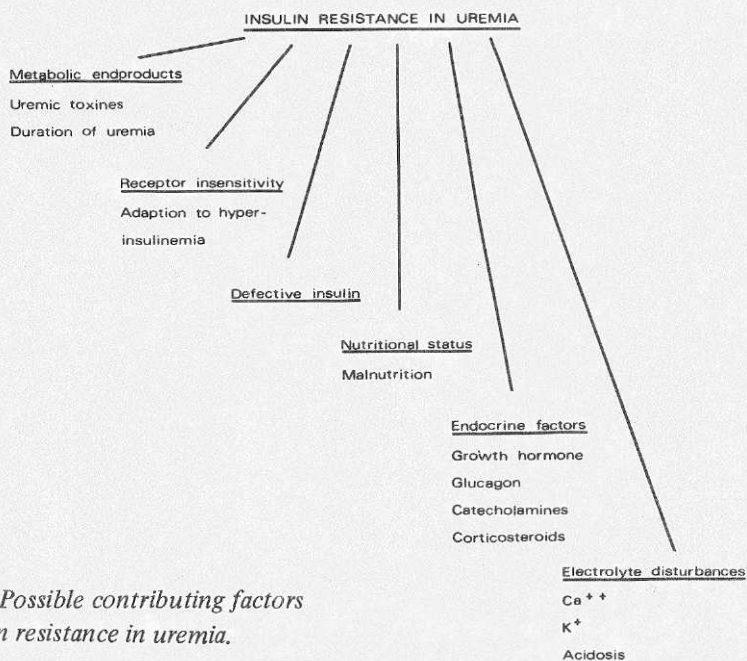 INSULIN RESISTANCE IN UREMIA
Metabolic endproducts
Uremic toxines
Duration of uremia
Receptor insensitivity
Adaption to hyper-
insulinemia
Defective insulin
Nutritional status
Malnutrition
Endocrine factors
Growth hormone
Glucagon
Catecholamines
Corticosteroids
Electrolyte disturbances
Ca++
K+
Acidosis
Possible contributing factors
resistance in uremia.